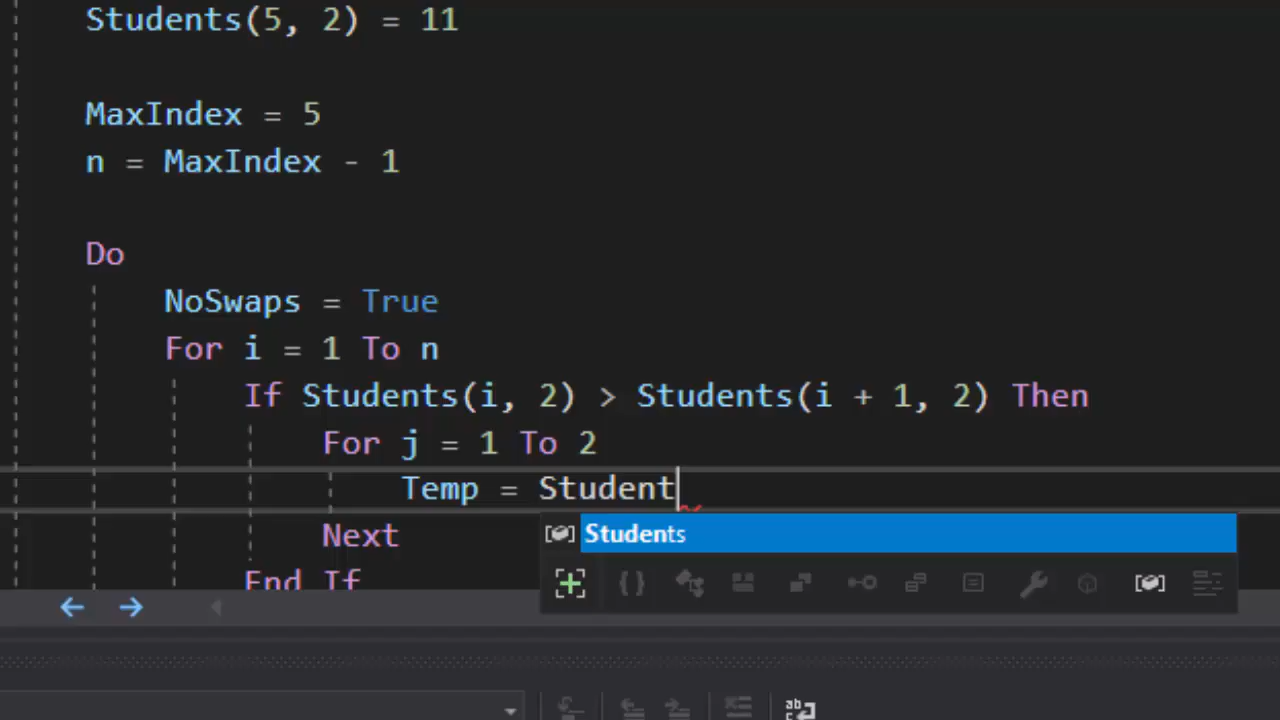 Students(5, 2) = 11
MaxIndex = 5
n = MaxIndex - 1
Do
NoSwaps = True
For i = 1 To n
If Students(i, 2) > Students(i + 1, 2) Then
For j = 1 To 2
Temp = Student
Students
Next
End If